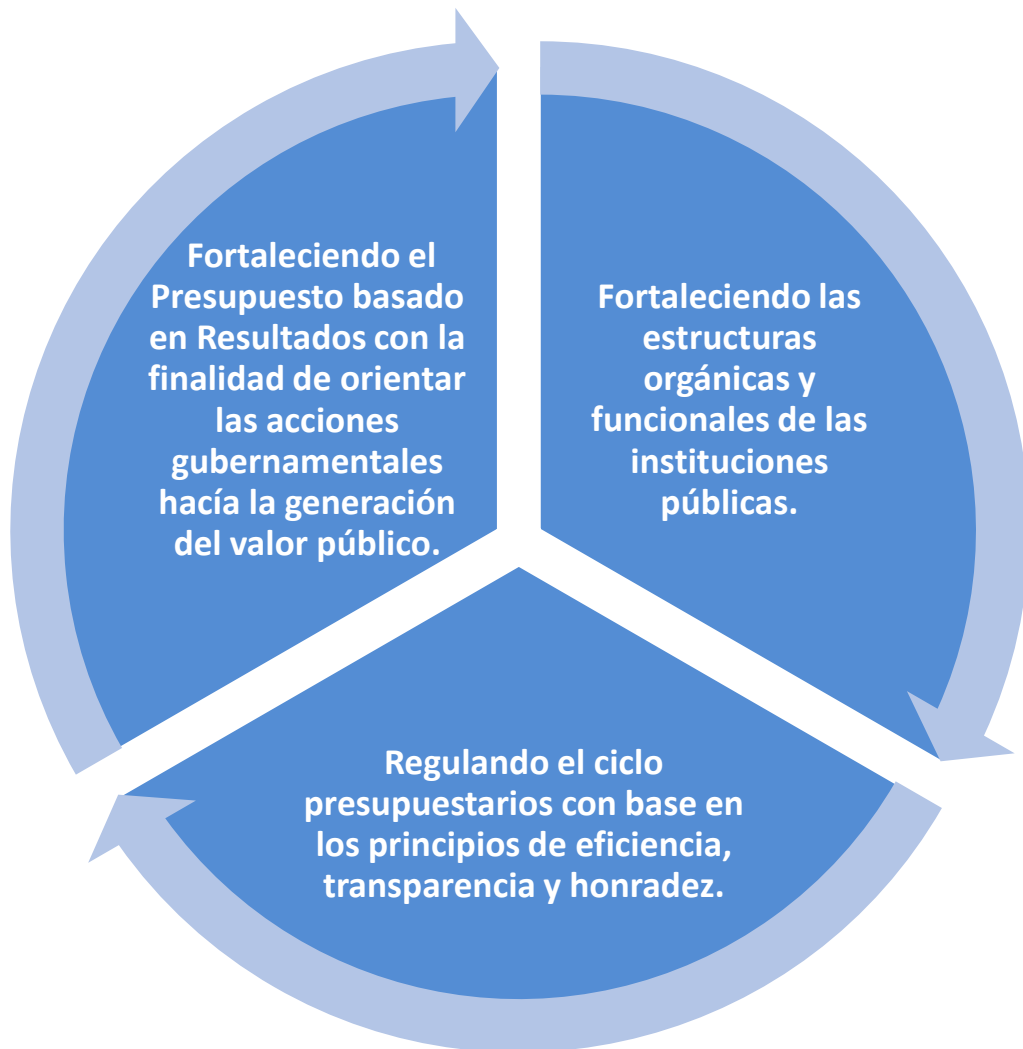 Fortaleciendo el
Presupuesto basado
en Resultados con la
finalidad de orientar
las acciones
gubernamentales
hacía la generación
del valor público.
Fortaleciendo las
estructuras
orgánicas y
funcionales de las
instituciones
públicas.
Regulando el ciclo
presupuestarios con base en
los principios de eficiencia,
transparencia y honradez.